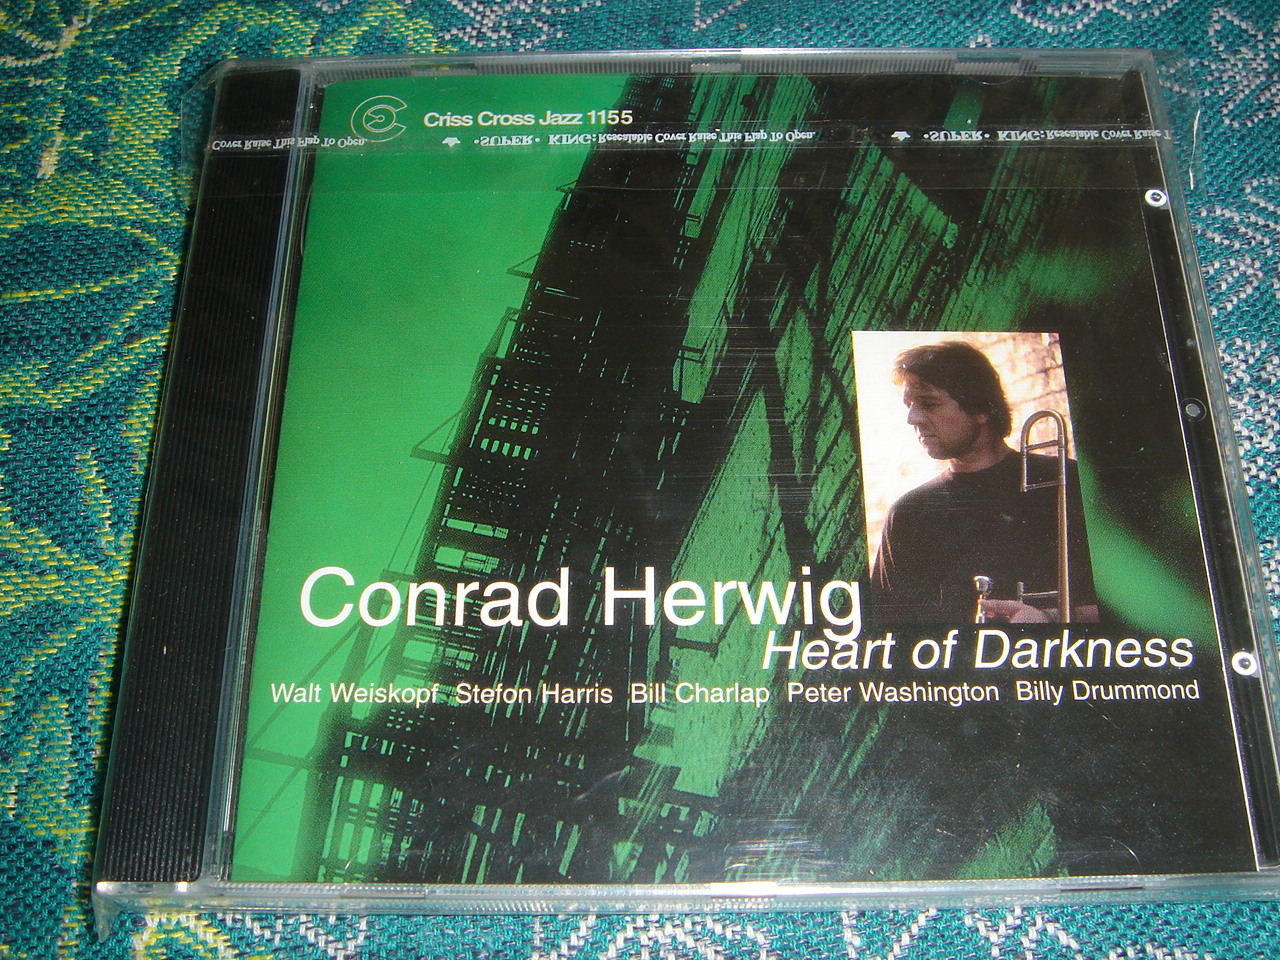 Criss Cross Jazz 1155
Cover Raise This Flap To Open. ·SUPER· KING: Resealable Cover Raise This Flap To Open. ·SUPER· KING: Resealable Cover Raise T
Conrad Herwig
Heart of Darkness
Walt Weiskopf Stefon Harris Bill Charlap Peter Washington Billy Drummond